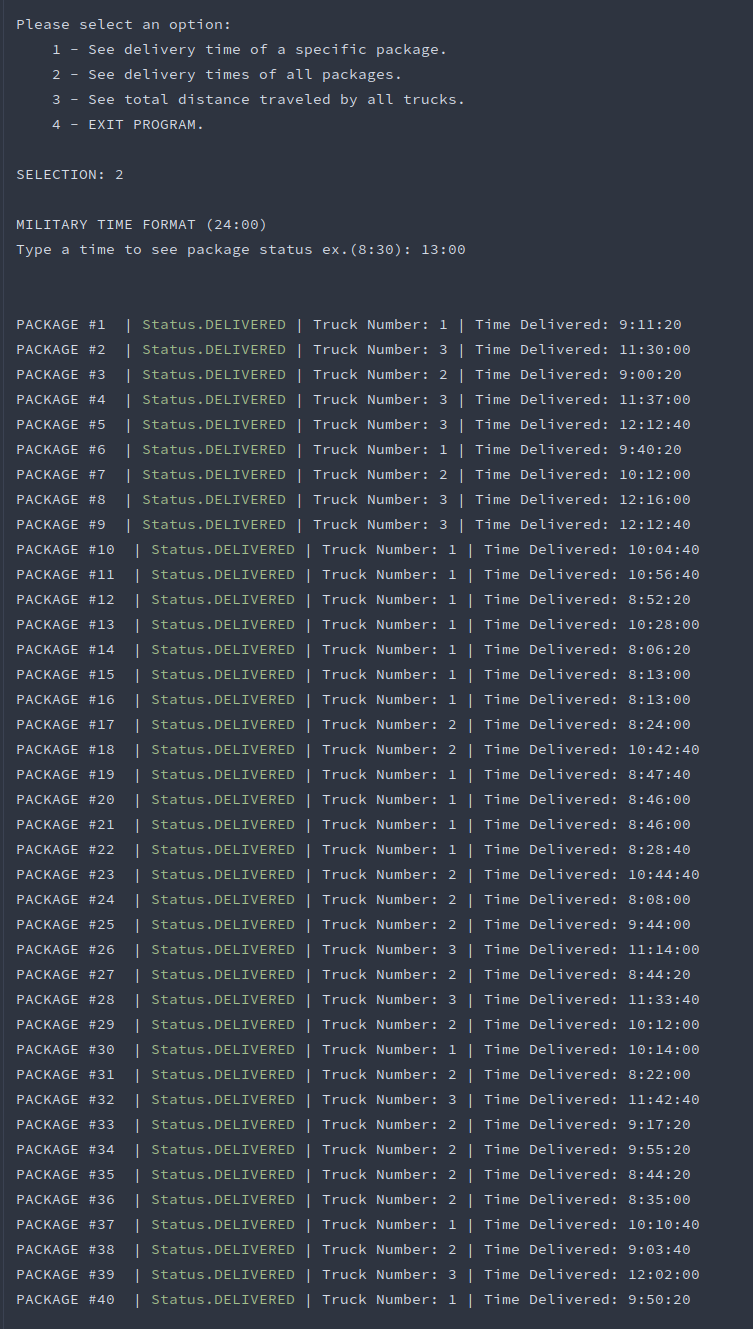 Please select an option:
    1 - See delivery time of a specific package.
    2 - See delivery times of all packages.
    3 - See total distance traveled by all trucks.
    4 - EXIT PROGRAM.
SELECTION: 2
MILITARY TIME FORMAT (24:00)
Type a time to see package status ex.(8:30): 13:00
PACKAGE #1  | Status.DELIVERED | Truck Number: 1 | Time Delivered: 9:11:20
PACKAGE #2  | Status.DELIVERED | Truck Number: 3 | Time Delivered: 11:30:00
PACKAGE #3  | Status.DELIVERED | Truck Number: 2 | Time Delivered: 9:00:20
PACKAGE #4  | Status.DELIVERED | Truck Number: 3 | Time Delivered: 11:37:00
PACKAGE #5  | Status.DELIVERED | Truck Number: 3 | Time Delivered: 12:12:40
PACKAGE #6  | Status.DELIVERED | Truck Number: 1 | Time Delivered: 9:40:20
PACKAGE #7  | Status.DELIVERED | Truck Number: 2 | Time Delivered: 10:12:00
PACKAGE #8  | Status.DELIVERED | Truck Number: 3 | Time Delivered: 12:16:00
PACKAGE #9  | Status.DELIVERED | Truck Number: 3 | Time Delivered: 12:12:40
PACKAGE #10  | Status.DELIVERED | Truck Number: 1 | Time Delivered: 10:04:40
PACKAGE #11  | Status.DELIVERED | Truck Number: 1 | Time Delivered: 10:56:40
PACKAGE #12  | Status.DELIVERED | Truck Number: 1 | Time Delivered: 8:52:20
PACKAGE #13  | Status.DELIVERED | Truck Number: 1 | Time Delivered: 10:28:00
PACKAGE #14  | Status.DELIVERED | Truck Number: 1 | Time Delivered: 8:06:20
PACKAGE #15  | Status.DELIVERED | Truck Number: 1 | Time Delivered: 8:13:00
PACKAGE #16  | Status.DELIVERED | Truck Number: 1 | Time Delivered: 8:13:00
PACKAGE #17  | Status.DELIVERED | Truck Number: 2 | Time Delivered: 8:24:00
PACKAGE #18  | Status.DELIVERED | Truck Number: 2 | Time Delivered: 10:42:40
PACKAGE #19  | Status.DELIVERED | Truck Number: 1 | Time Delivered: 8:47:40
PACKAGE #20  | Status.DELIVERED | Truck Number: 1 | Time Delivered: 8:46:00
PACKAGE #21  | Status.DELIVERED | Truck Number: 1 | Time Delivered: 8:46:00
PACKAGE #22  | Status.DELIVERED | Truck Number: 1 | Time Delivered: 8:28:40
PACKAGE #23  | Status.DELIVERED | Truck Number: 2 | Time Delivered: 10:44:40
PACKAGE #24  | Status.DELIVERED | Truck Number: 2 | Time Delivered: 8:08:00
PACKAGE #25  | Status.DELIVERED | Truck Number: 2 | Time Delivered: 9:44:00
PACKAGE #26  | Status.DELIVERED | Truck Number: 3 | Time Delivered: 11:14:00
PACKAGE #27  | Status.DELIVERED | Truck Number: 2 | Time Delivered: 8:44:20
PACKAGE #28  | Status.DELIVERED | Truck Number: 3 | Time Delivered: 11:33:40
PACKAGE #29  | Status.DELIVERED | Truck Number: 2 | Time Delivered: 10:12:00
PACKAGE #30  | Status.DELIVERED | Truck Number: 1 | Time Delivered: 10:14:00
PACKAGE #31  | Status.DELIVERED | Truck Number: 2 | Time Delivered: 8:22:00
PACKAGE #32  | Status.DELIVERED | Truck Number: 3 | Time Delivered: 11:42:40
PACKAGE #33  | Status.DELIVERED | Truck Number: 2 | Time Delivered: 9:17:20
PACKAGE #34  | Status.DELIVERED | Truck Number: 2 | Time Delivered: 9:55:20
PACKAGE #35  | Status.DELIVERED | Truck Number: 2 | Time Delivered: 8:44:20
PACKAGE #36  | Status.DELIVERED | Truck Number: 2 | Time Delivered: 8:35:00
PACKAGE #37  | Status.DELIVERED | Truck Number: 1 | Time Delivered: 10:10:40
PACKAGE #38  | Status.DELIVERED | Truck Number: 2 | Time Delivered: 9:03:40
PACKAGE #39  | Status.DELIVERED | Truck Number: 3 | Time Delivered: 12:02:00
PACKAGE #40  | Status.DELIVERED | Truck Number: 1 | Time Delivered: 9:50:20